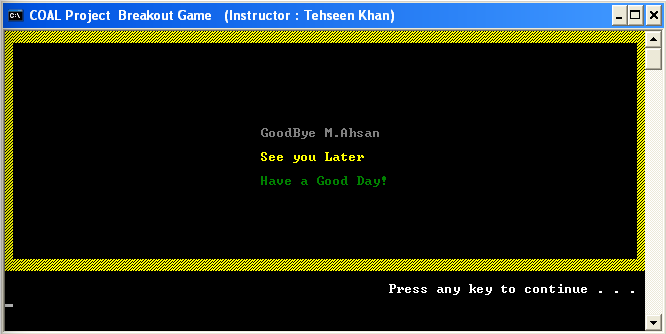 COAL Project  Breakout Game   (Instructor : Tehseen Khan)
GoodBye M.Ahsan
See you Later
Have a Good Day!
Press any key to continue . . .